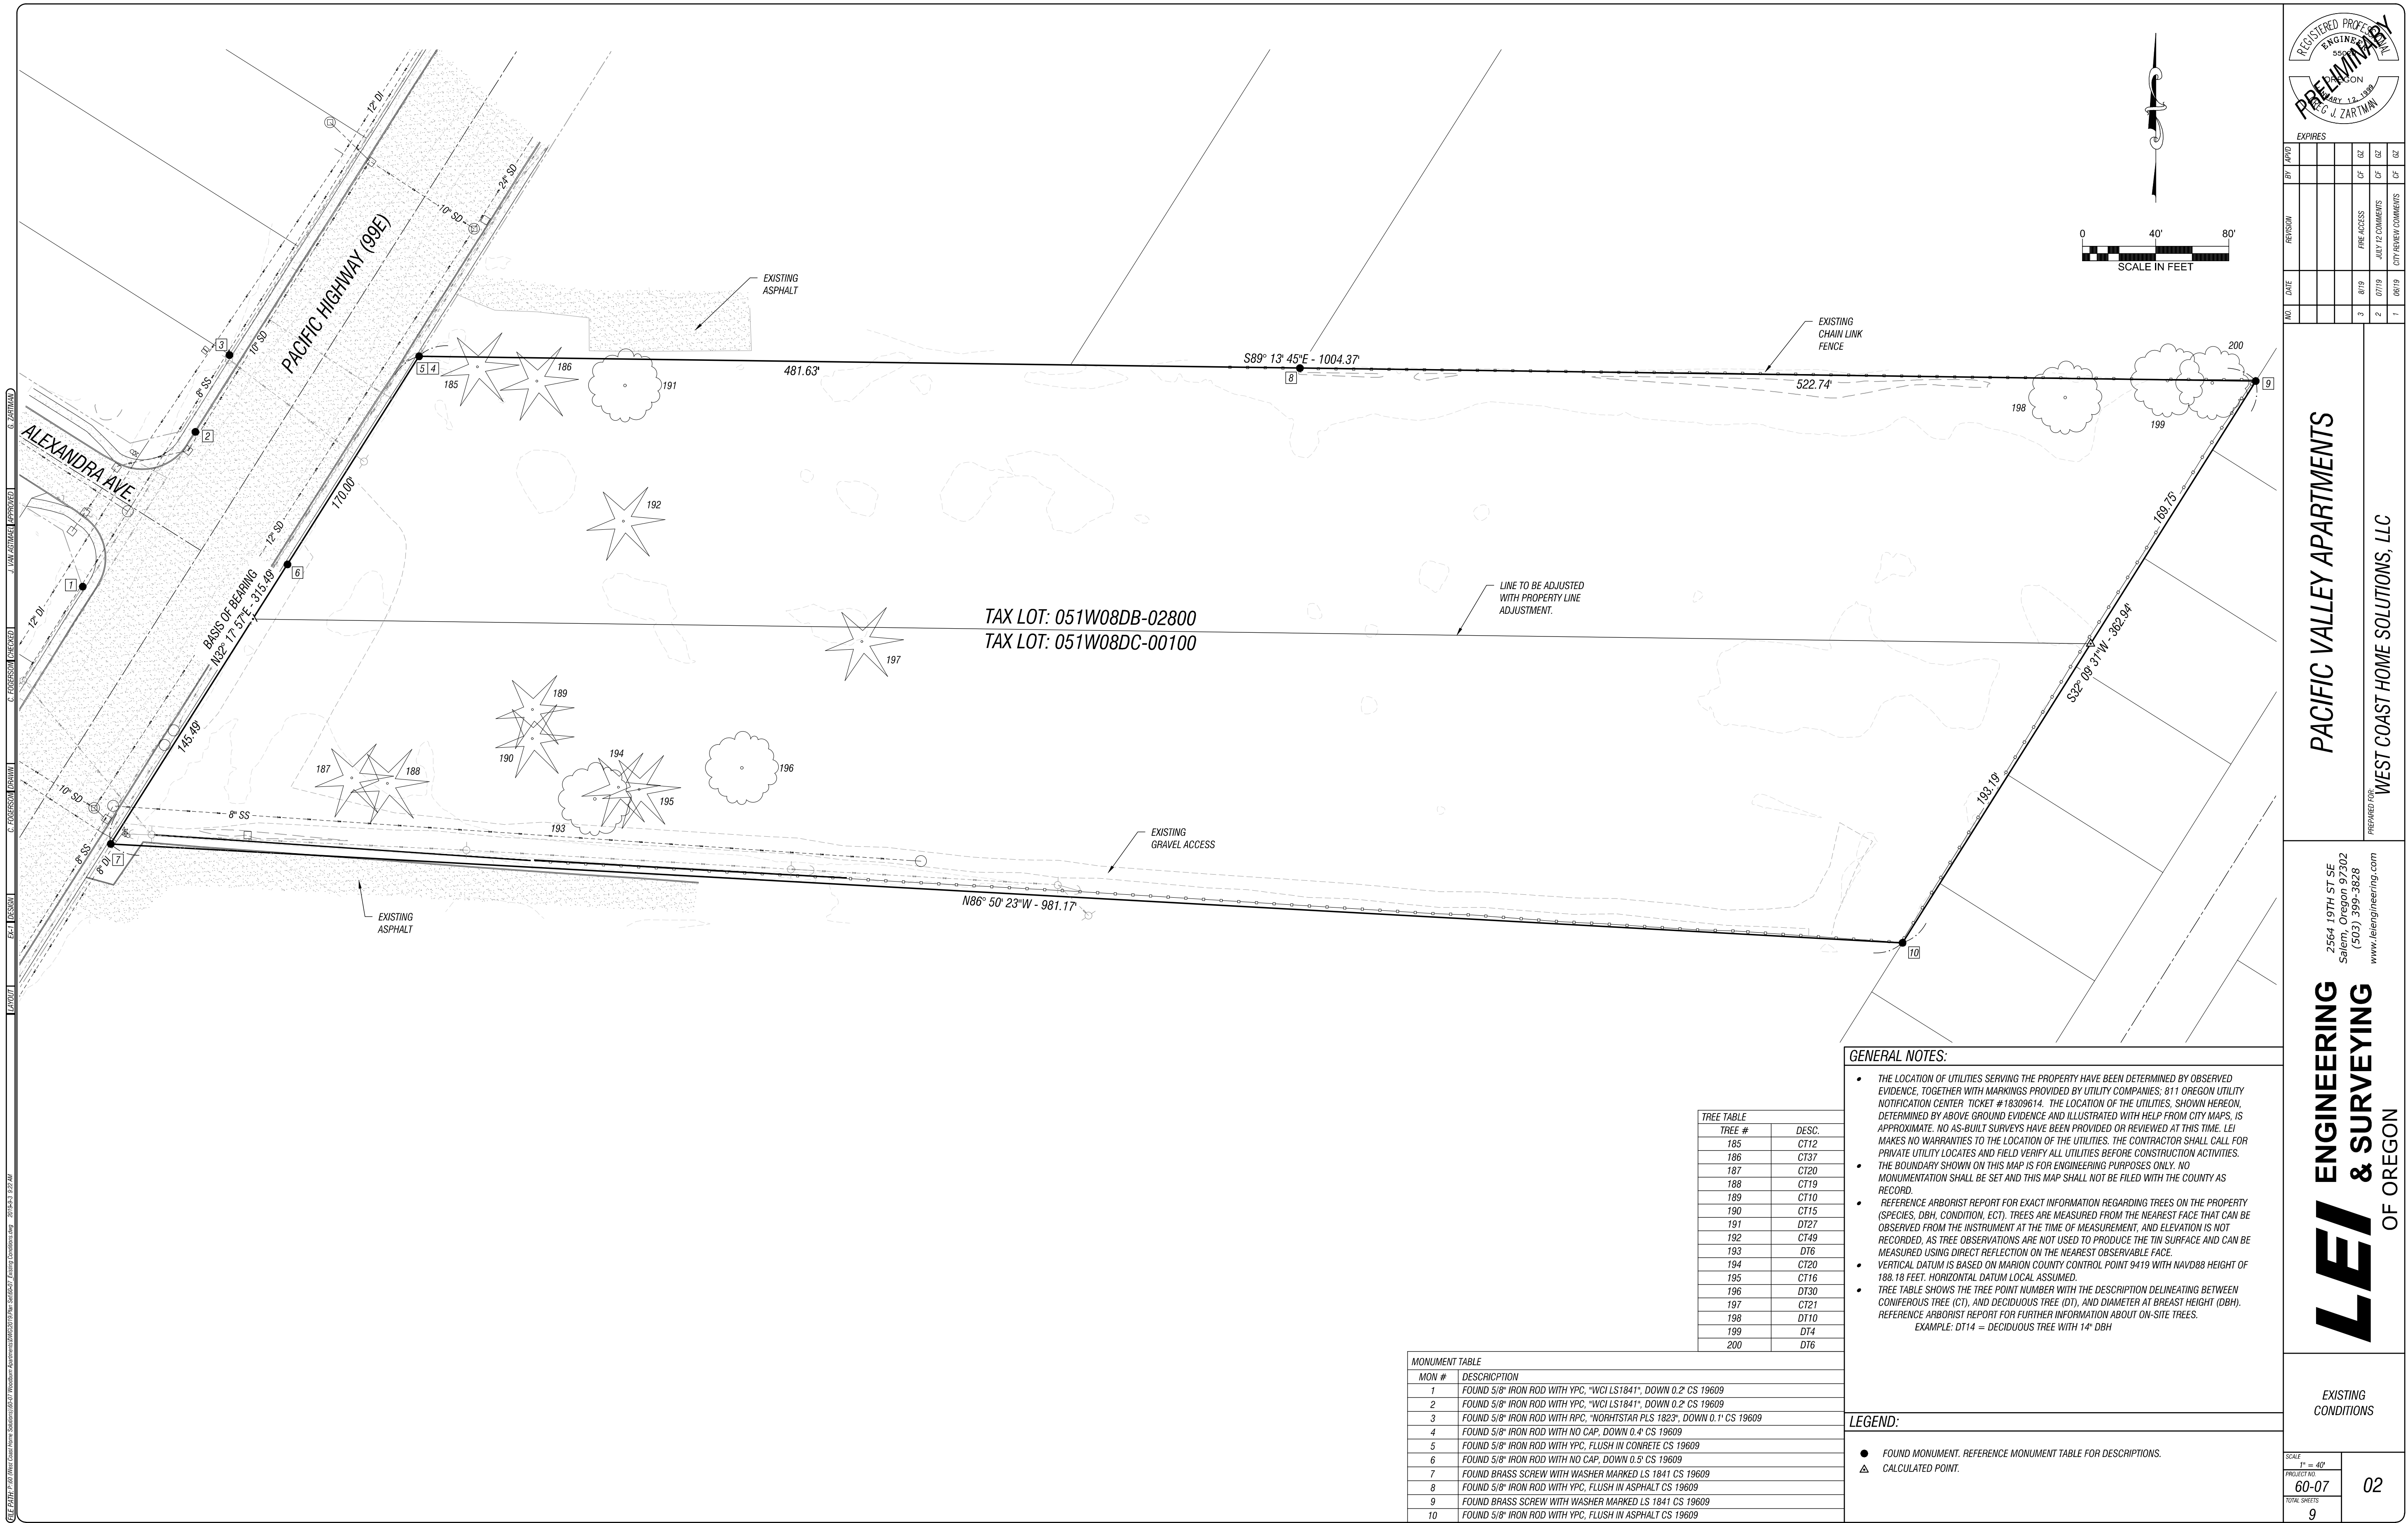 12" DI
24" SD
10" SD
PACIFIC HIGHWAY (99E)
10" SD
8" SS
ALEXANDRA AVE.
12" SD
12" DI
BASIS OF BEARING
N32° 17' 57"E - 315.49'
170.00'
145.49'
10" SD
8" SS
8" DI
8" SS
EXISTING
ASPHALT
S89° 13' 45"E - 1004.37'
481.63'
522.74'
EXISTING
CHAIN LINK
FENCE
0 40' 80'
SCALE IN FEET
1
2
3
5 4
6
7
8
9
10
185
186
191
192
197
189
190
187
188
194
193
195
196
198
199
200
TAX LOT: 051W08DB-02800
TAX LOT: 051W08DC-00100
LINE TO BE ADJUSTED
WITH PROPERTY LINE
ADJUSTMENT.
169.75'
S32° 09' 31"W - 362.94'
193.19'
EXISTING
GRAVEL ACCESS
N86° 50' 23"W - 981.17'
EXISTING
ASPHALT
GENERAL NOTES:
• THE LOCATION OF UTILITIES SERVING THE PROPERTY HAVE BEEN DETERMINED BY OBSERVED
EVIDENCE, TOGETHER WITH MARKINGS PROVIDED BY UTILITY COMPANIES; 811 OREGON UTILITY
NOTIFICATION CENTER TICKET #18309614. THE LOCATION OF THE UTILITIES, SHOWN HEREON,
DETERMINED BY ABOVE GROUND EVIDENCE AND ILLUSTRATED WITH HELP FROM CITY MAPS, IS
APPROXIMATE. NO AS-BUILT SURVEYS HAVE BEEN PROVIDED OR REVIEWED AT THIS TIME. LEI
MAKES NO WARRANTIES TO THE LOCATION OF THE UTILITIES. THE CONTRACTOR SHALL CALL FOR
PRIVATE UTILITY LOCATES AND FIELD VERIFY ALL UTILITIES BEFORE CONSTRUCTION ACTIVITIES.
• THE BOUNDARY SHOWN ON THIS MAP IS FOR ENGINEERING PURPOSES ONLY. NO
MONUMENTATION SHALL BE SET AND THIS MAP SHALL NOT BE FILED WITH THE COUNTY AS
RECORD.
• REFERENCE ARBORIST REPORT FOR EXACT INFORMATION REGARDING TREES ON THE PROPERTY
(SPECIES, DBH, CONDITION, ECT). TREES ARE MEASURED FROM THE NEAREST FACE THAT CAN BE
OBSERVED FROM THE INSTRUMENT AT THE TIME OF MEASUREMENT, AND ELEVATION IS NOT
RECORDED, AS TREE OBSERVATIONS ARE NOT USED TO PRODUCE THE TIN SURFACE AND CAN BE
MEASURED USING DIRECT REFLECTION ON THE NEAREST OBSERVABLE FACE.
• VERTICAL DATUM IS BASED ON MARION COUNTY CONTROL POINT 9419 WITH NAVD88 HEIGHT OF
188.18 FEET. HORIZONTAL DATUM LOCAL ASSUMED.
• TREE TABLE SHOWS THE TREE POINT NUMBER WITH THE DESCRIPTION DELINEATING BETWEEN
CONIFEROUS TREE (CT), AND DECIDUOUS TREE (DT), AND DIAMETER AT BREAST HEIGHT (DBH).
REFERENCE ARBORIST REPORT FOR FURTHER INFORMATION ABOUT ON-SITE TREES.
EXAMPLE: DT14 = DECIDUOUS TREE WITH 14" DBH
TREE TABLE
TREE # DESC.
185 CT12
186 CT37
187 CT20
188 CT19
189 CT10
190 CT15
191 DT27
192 CT49
193 DT6
194 CT20
195 CT16
196 DT30
197 CT21
198 DT10
199 DT4
200 DT6
MONUMENT TABLE
MON # DESCRICPTION
1 FOUND 5/8" IRON ROD WITH YPC, "WCI LS1841", DOWN 0.2' CS 19609
2 FOUND 5/8" IRON ROD WITH YPC, "WCI LS1841", DOWN 0.2' CS 19609
3 FOUND 5/8" IRON ROD WITH RPC, "NORHTSTAR PLS 1823", DOWN 0.1' CS 19609
4 FOUND 5/8" IRON ROD WITH NO CAP, DOWN 0.4' CS 19609
5 FOUND 5/8" IRON ROD WITH YPC, FLUSH IN CONRETE CS 19609
6 FOUND 5/8" IRON ROD WITH NO CAP, DOWN 0.5' CS 19609
7 FOUND BRASS SCREW WITH WASHER MARKED LS 1841 CS 19609
8 FOUND 5/8" IRON ROD WITH YPC, FLUSH IN ASPHALT CS 19609
9 FOUND BRASS SCREW WITH WASHER MARKED LS 1841 CS 19609
10 FOUND 5/8" IRON ROD WITH YPC, FLUSH IN ASPHALT CS 19609
LEGEND:
FOUND MONUMENT. REFERENCE MONUMENT TABLE FOR DESCRIPTIONS.
CALCULATED POINT.
REGISTERED PROFESSIONAL
ENGINEER
OREGON
12, 1999
G J. ZARTMAN
PRELIMINARY
EXPIRES
NO. DATE REVISION BY APVD
3 8/19 FIRE ACCESS CF GZ
2 07/19 JULY 12 COMMENTS CF GZ
1 06/19 CITY REVIEW COMMENTS CF GZ
PACIFIC VALLEY APARTMENTS
PREPARED FOR:
WEST COAST HOME SOLUTIONS, LLC
2564 19TH ST SE
Salem, Oregon 97302
(503) 399-3828
www.leiengineering.com
LEI ENGINEERING
& SURVEYING
OF OREGON
EXISTING
CONDITIONS
SCALE
1" = 40'
PROJECT NO.
60-07
TOTAL SHEETS
9
02
LAYOUT EX-1 DESIGN C. FOGERSON DRAWN C. FOGERSON CHECKED J. VAN AGTMAEL APPROVED G. ZARTMAN